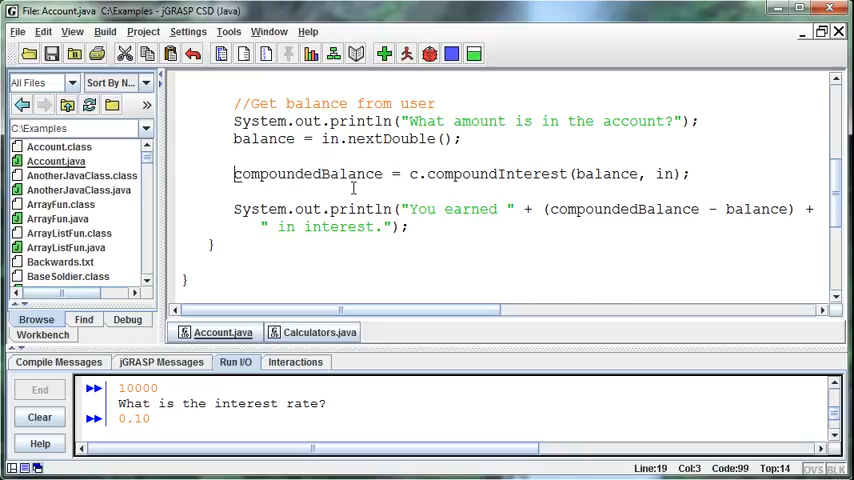 File: Account.java C:\Examples - jGRASP CSD (Java)
File Edit View Build Project Settings Tools Window Help
All Files Sort By N...
C:\Examples
Account.class
Account.java
AnotherJavaClass.class
AnotherJavaClass.java
ArrayFun.class
ArrayFun.java
ArrayListFun.class
ArrayListFun.java
Backwards.txt
BaseSoldier.class
Browse Find Debug
Workbench
//Get balance from user
System.out.println("What amount is in the account?");
balance = in.nextDouble();
compoundedBalance = c.compoundInterest(balance, in);
System.out.println("You earned " + (compoundedBalance - balance) +
" in interest.");
}
}
Account.java Calculators.java
Compile Messages jGRASP Messages Run I/O Interactions
End
Clear
Help
10000
What is the interest rate?
0.10
Line:19 Col:3 Code:99 Top:14 OVS BLK